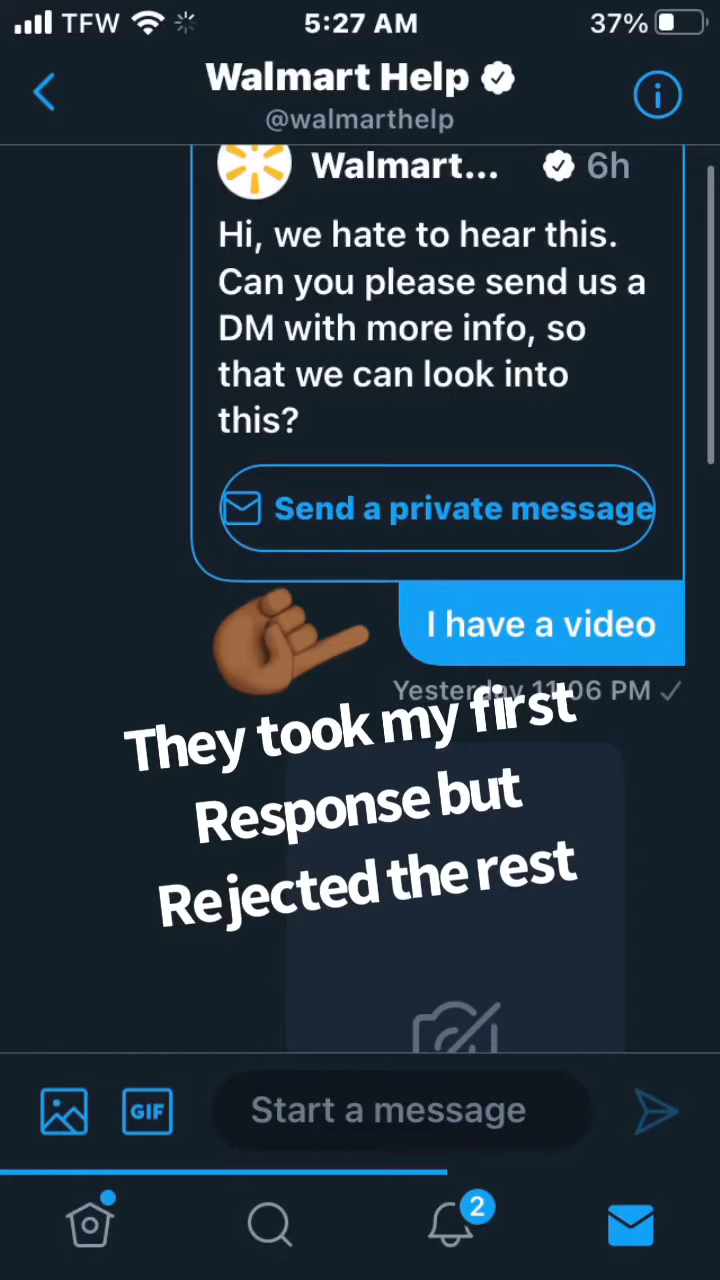 TFW 5:27 AM 37%
Walmart Help
@walmarthelp
Walmart... 6h
Hi, we hate to hear this.
Can you please send us a
DM with more info, so
that we can look into
this?
Send a private message
I have a video
Yesterday 11:06 PM
They took my first
Response but
Rejected the rest
GIF
Start a message
2